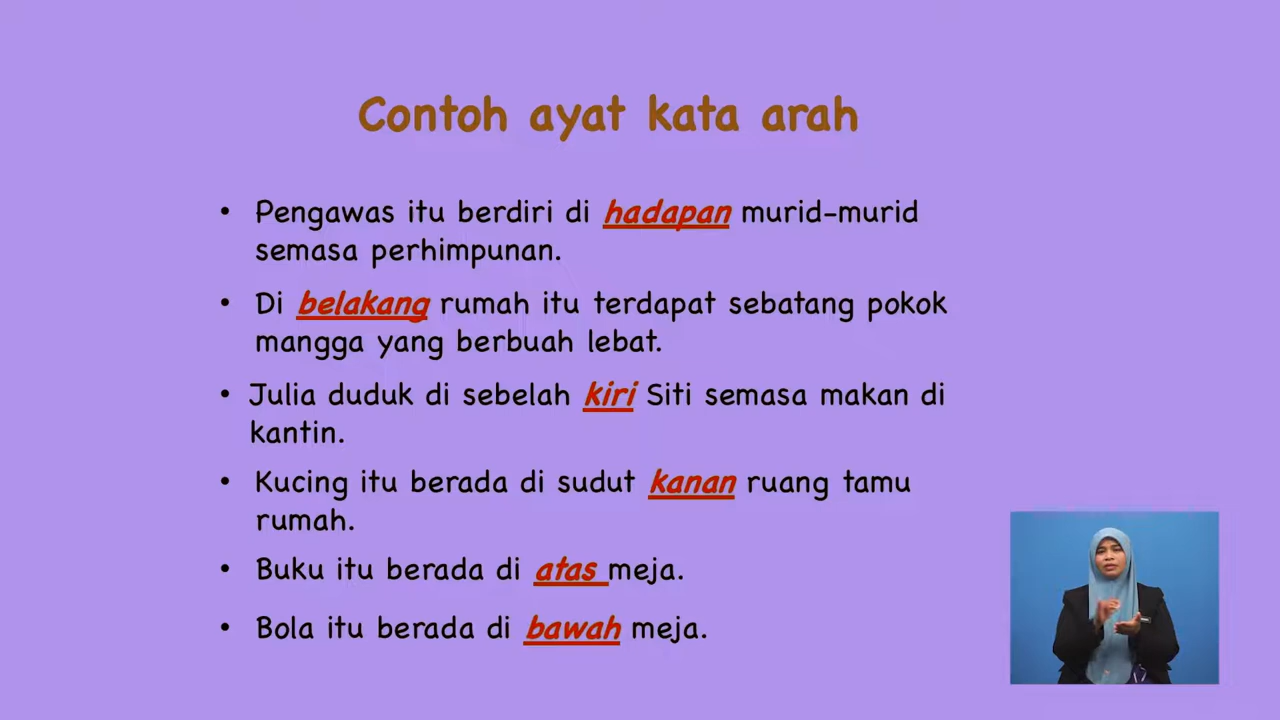 Contoh ayat kata arah
• Pengawas itu berdiri di hadapan murid-murid
semasa perhimpunan.
• Di belakang rumah itu terdapat sebatang pokok
mangga yang berbuah lebat.
• Julia duduk di sebelah kiri Siti semasa makan di
kantin.
• Kucing itu berada di sudut kanan ruang tamu
rumah.
• Buku itu berada di atas meja.
• Bola itu berada di bawah meja.